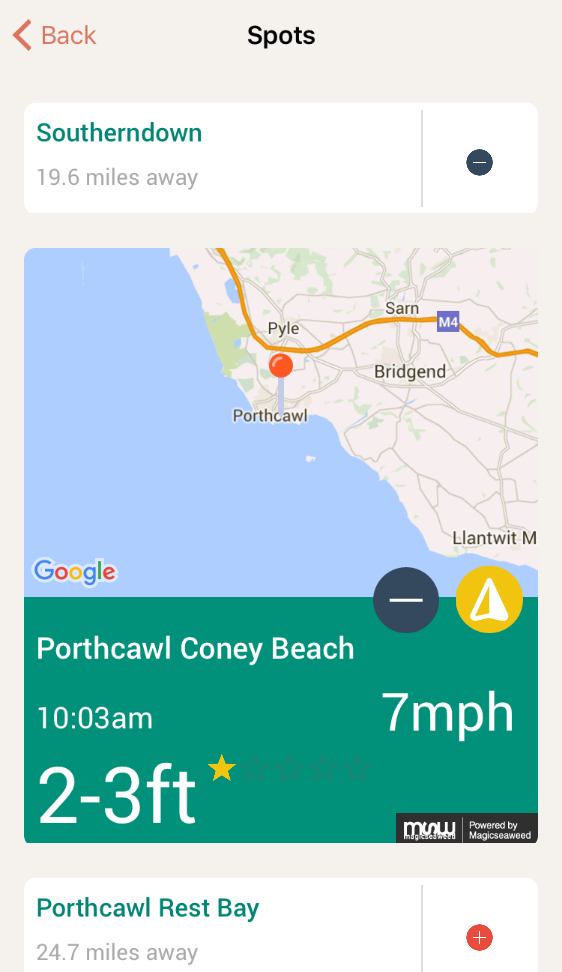 Back
Spots
Southerndown
19.6 miles away
Sarn
M4
Pyle
Bridgend
Porthcawl
Llantwit M
Google
Porthcawl Coney Beach
10:03am
7mph
2-3ft
msw
magicseaweed
Powered by
Magicseaweed
Porthcawl Rest Bay
24.7 miles away